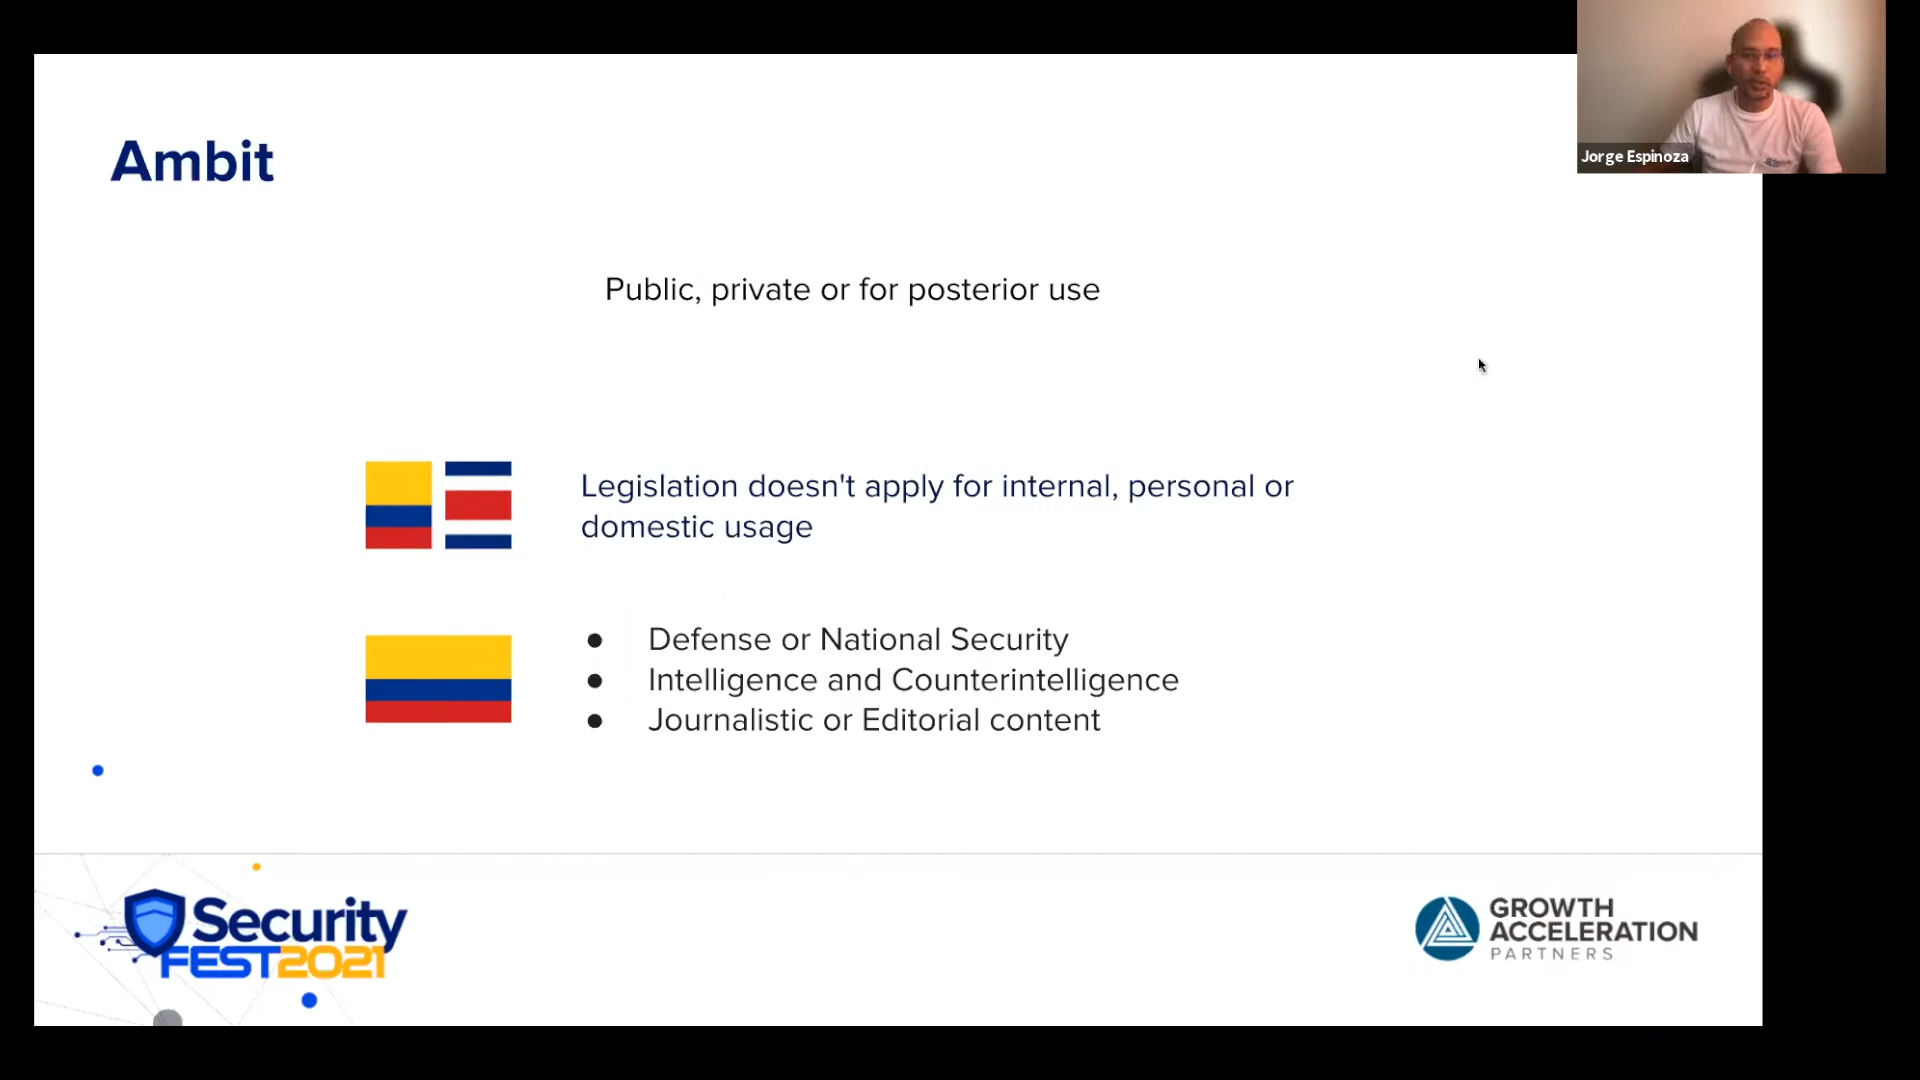 Ambit
Jorge Espinoza
Public, private or for posterior use
Legislation doesn't apply for internal, personal or
domestic usage
● Defense or National Security
● Intelligence and Counterintelligence
● Journalistic or Editorial content
Security
FEST2021
GROWTH
ACCELERATION
PARTNERS